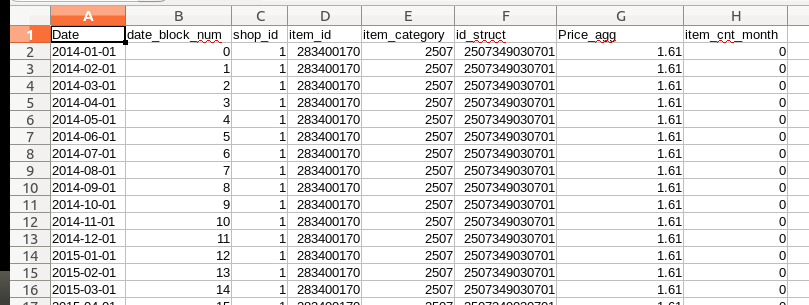 A B C D E F G H
1 Date date_block_num shop_id item_id item_category id_struct Price_agg item_cnt_month
2 2014-01-01 0 1 283400170 2507 2507349030701 1.61 0
3 2014-02-01 1 1 283400170 2507 2507349030701 1.61 0
4 2014-03-01 2 1 283400170 2507 2507349030701 1.61 0
5 2014-04-01 3 1 283400170 2507 2507349030701 1.61 0
6 2014-05-01 4 1 283400170 2507 2507349030701 1.61 0
7 2014-06-01 5 1 283400170 2507 2507349030701 1.61 0
8 2014-07-01 6 1 283400170 2507 2507349030701 1.61 0
9 2014-08-01 7 1 283400170 2507 2507349030701 1.61 0
10 2014-09-01 8 1 283400170 2507 2507349030701 1.61 0
11 2014-10-01 9 1 283400170 2507 2507349030701 1.61 0
12 2014-11-01 10 1 283400170 2507 2507349030701 1.61 0
13 2014-12-01 11 1 283400170 2507 2507349030701 1.61 0
14 2015-01-01 12 1 283400170 2507 2507349030701 1.61 0
15 2015-02-01 13 1 283400170 2507 2507349030701 1.61 0
16 2015-03-01 14 1 283400170 2507 2507349030701 1.61 0
17 2015-04-01 15 1 283400170 2507 2507349030701 1.61 0